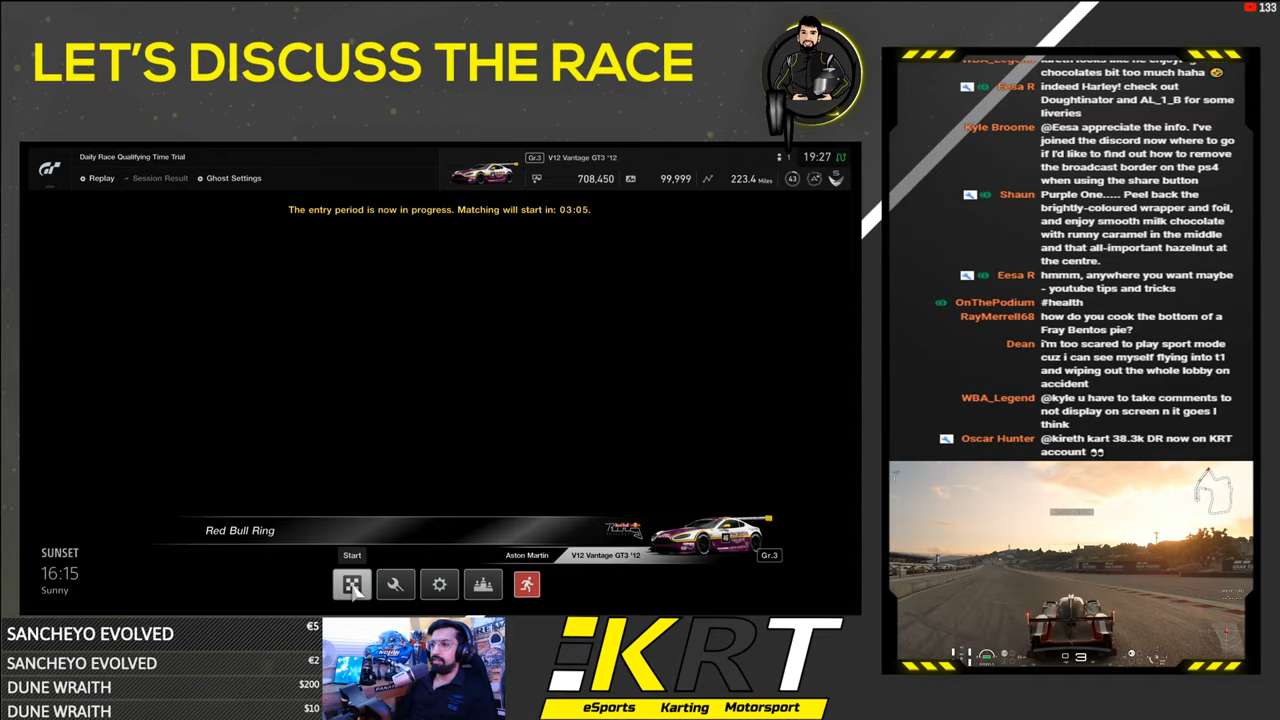 133
LET'S DISCUSS THE RACE
Daily Race Qualifying Time Trial
Replay
Session Result
Ghost Settings
Gr.3 V12 Vantage GT3 '12
1 19:27
708,450
99,999
223.4 Miles
43
The entry period is now in progress. Matching will start in: 03:05.
Red Bull Ring
SUNSET
16:15
Sunny
Start
Aston Martin
V12 Vantage GT3 '12
Gr.3
chocolates bit too much haha
Eesa R indeed Harley! check out
Doughtinator and AL_1_B for some
liveries
Kyle Broome @Eesa appreciate the info. I've
joined the discord now where to go
if I'd like to find out how to remove
the broadcast border on the ps4
when using the share button
Shaun Purple One..... Peel back the
brightly-coloured wrapper and foil,
and enjoy smooth milk chocolate
with runny caramel in the middle
and that all-important hazelnut at
the centre.
Eesa R hmmm, anywhere you want maybe
- youtube tips and tricks
OnThePodium #health
RayMerrell68 how do you cook the bottom of a
Fray Bentos pie?
Dean i'm too scared to play sport mode
cuz i can see myself flying into t1
and wiping out the whole lobby on
accident
WBA_Legend @kyle u have to take comments to
not display on screen n it goes I
think
Oscar Hunter @kireth kart 38.3k DR now on KRT
account
3
SANCHEYO EVOLVED €5
SANCHEYO EVOLVED €2
DUNE WRAITH $200
DUNE WRAITH $10
KRT
eSports Karting Motorsport